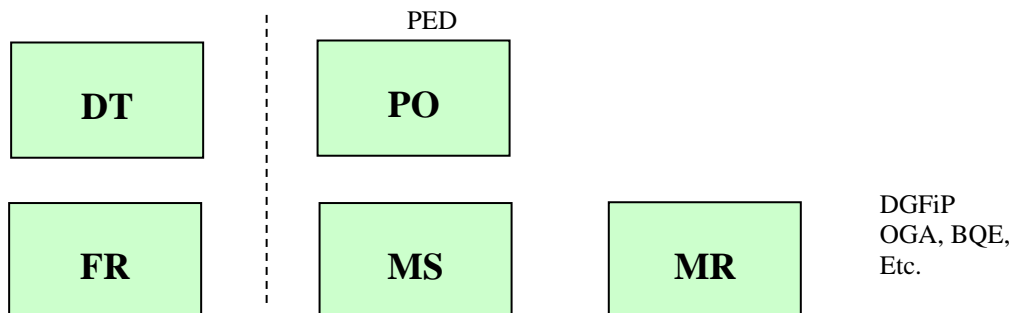 PED
DT
PO
FR
MS
MR
DGFiP
OGA, BQE,
Etc.